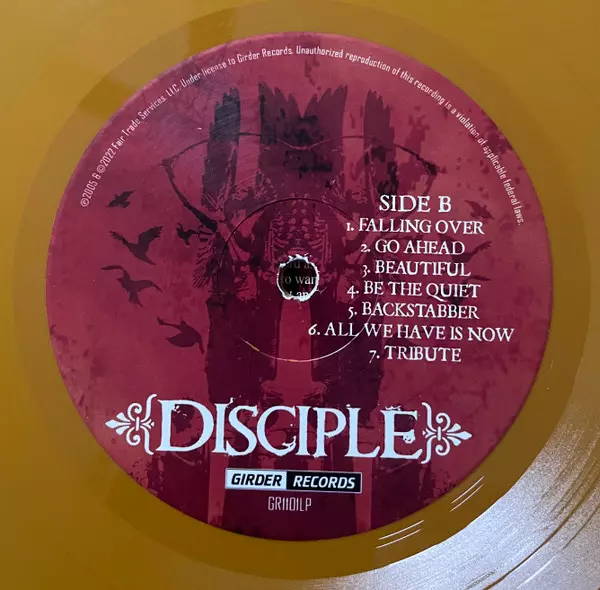 ℗2005 & ©2022 Fair Trade Services, LLC. Under license to Girder Records. Unauthorized reproduction of this recording is a violation of applicable federal laws.
SIDE B
1. FALLING OVER
2. GO AHEAD
3. BEAUTIFUL
4. BE THE QUIET
5. BACKSTABBER
6. ALL WE HAVE IS NOW
7. TRIBUTE
DISCIPLE
GIRDER RECORDS
GR1101LP